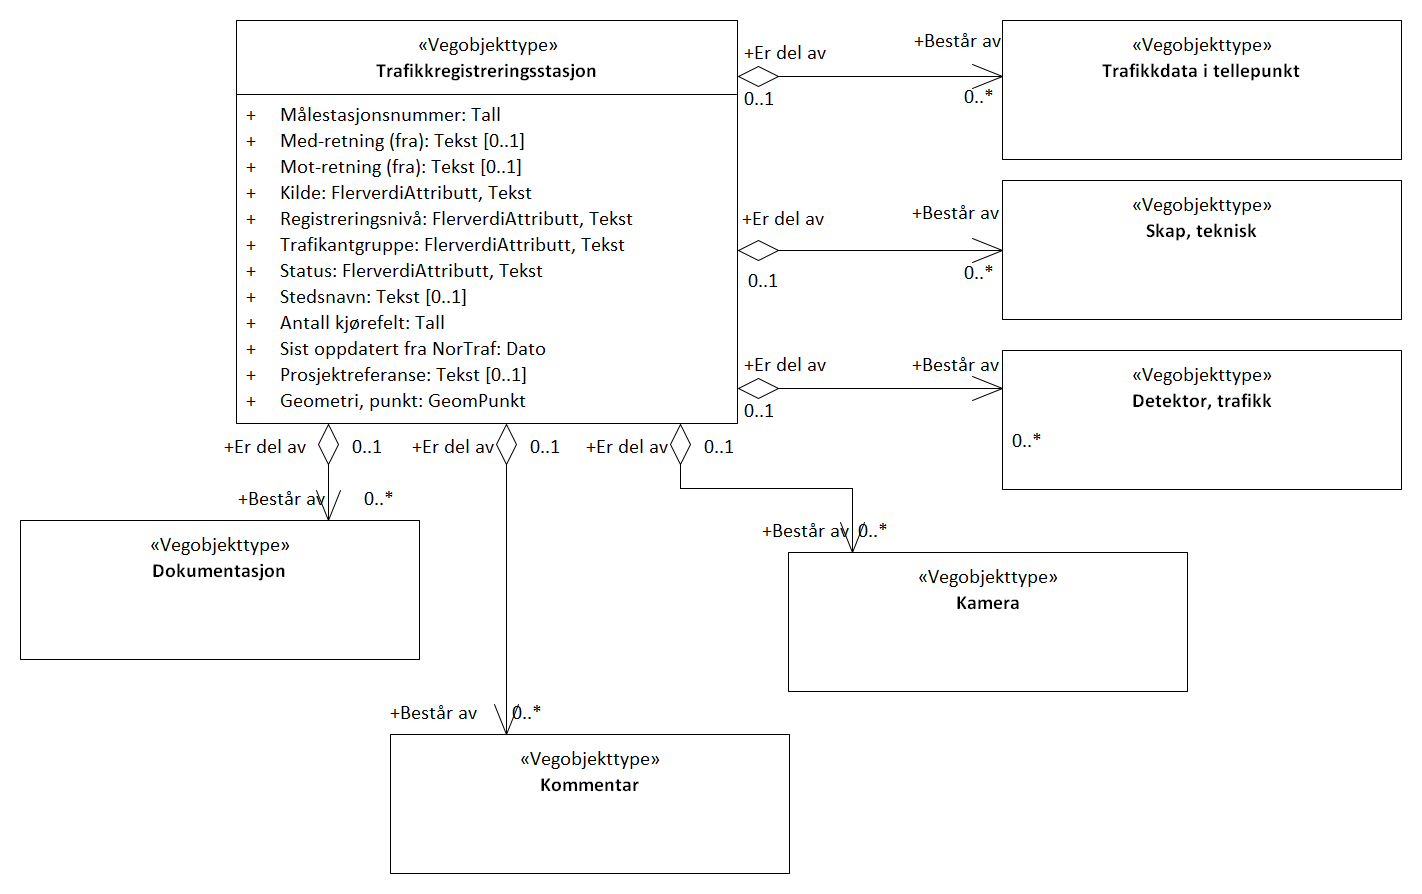 «Vegobjekttype»
Trafikkregistreringsstasjon
+ Målestasjonsnummer: Tall
+ Med-retning (fra): Tekst [0..1]
+ Mot-retning (fra): Tekst [0..1]
+ Kilde: FlerverdiAttributt, Tekst
+ Registreringsnivå: FlerverdiAttributt, Tekst
+ Trafikantgruppe: FlerverdiAttributt, Tekst
+ Status: FlerverdiAttributt, Tekst
+ Stedsnavn: Tekst [0..1]
+ Antall kjørefelt: Tall
+ Sist oppdatert fra NorTraf: Dato
+ Prosjektreferanse: Tekst [0..1]
+ Geometri, punkt: GeomPunkt
+Er del av
0..1
+Består av
0..*
«Vegobjekttype»
Trafikkdata i tellepunkt
+Er del av
0..1
+Består av
0..*
«Vegobjekttype»
Skap, teknisk
+Er del av
0..1
+Består av
0..*
«Vegobjekttype»
Detektor, trafikk
+Er del av
0..1
+Består av
0..*
«Vegobjekttype»
Dokumentasjon
+Er del av
0..1
+Består av
0..*
«Vegobjekttype»
Kommentar
+Er del av
0..1
+Består av
0..*
«Vegobjekttype»
Kamera